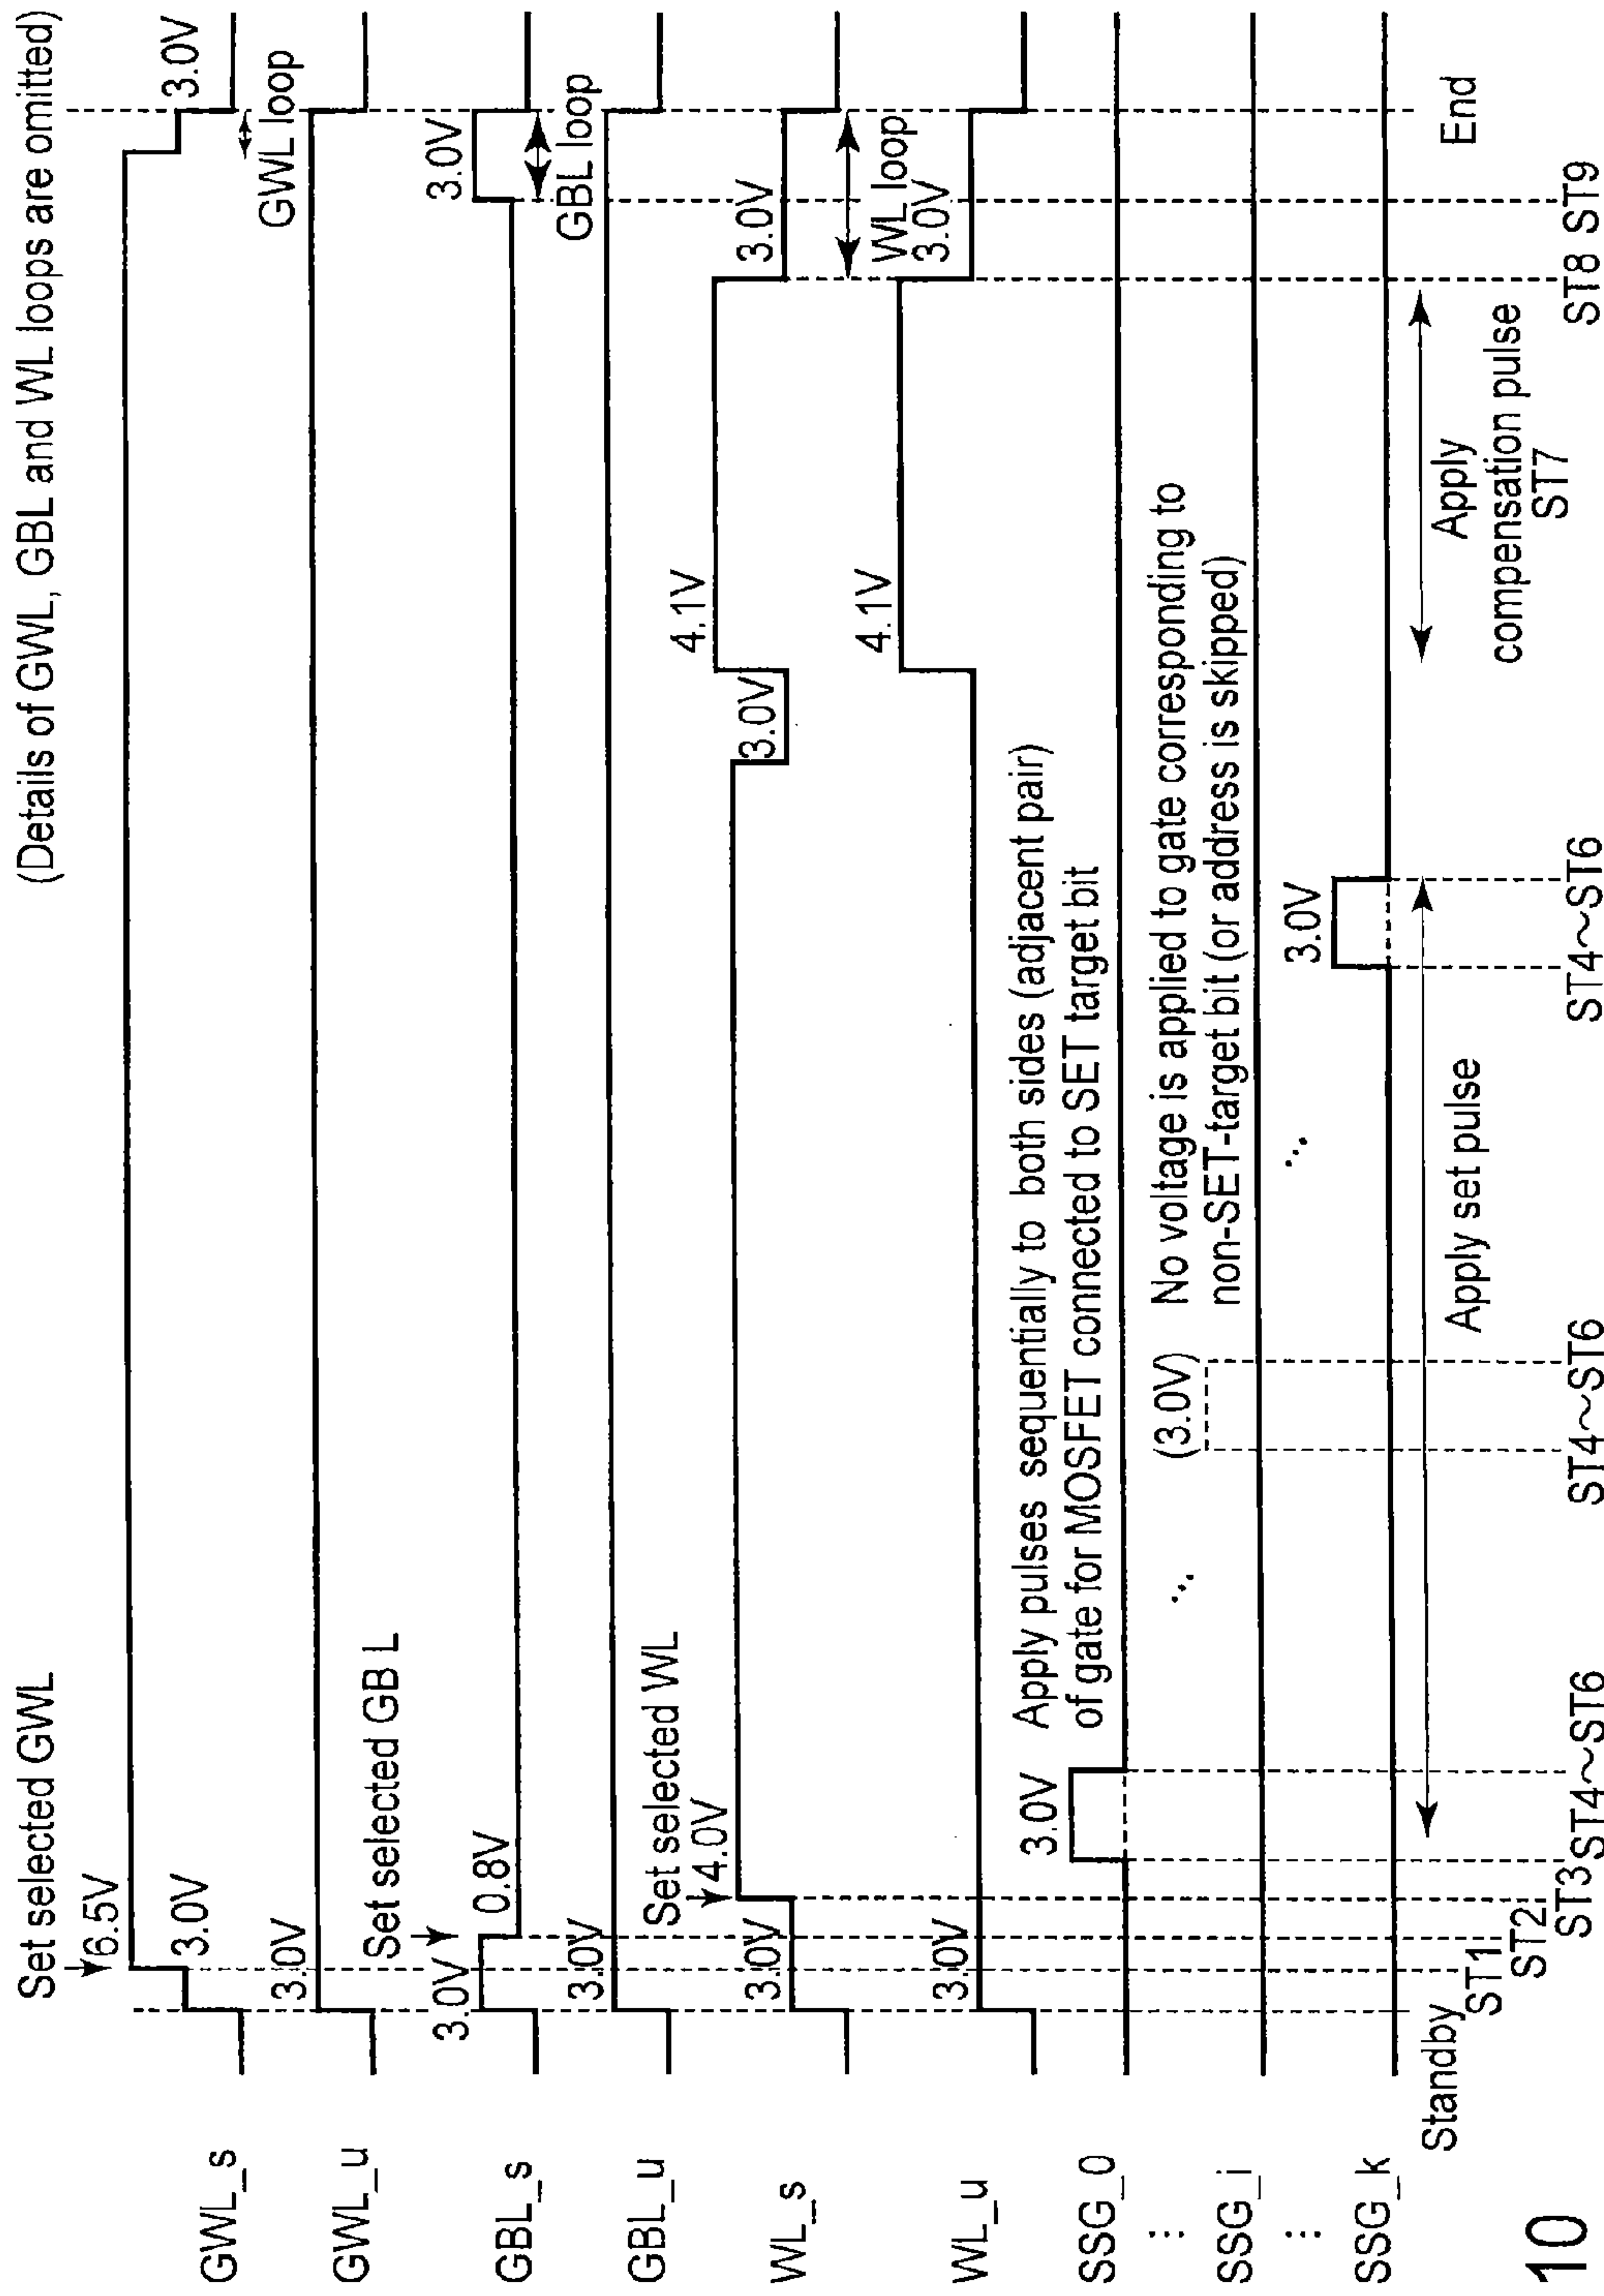 (Details of GWL, GBL and WL loops are omitted)
Set selected GWL
6.5V
3.0V
3.0V
GWL_s
GWL loop
3.0V
GWL_u
Set selected GB L
3.0V
0.8V
3.0V
GBL_s
GBL loop
3.0V
GBL_u
Set selected WL
4.0V
3.0V
3.0V
4.1V
3.0V
WL_s
WL loop
3.0V
4.1V
3.0V
WL_u
3.0V
Apply pulses sequentially to both sides (adjacent pair)
of gate for MOSFET connected to SET target bit
SSG_0
⋮
(3.0V)
No voltage is applied to gate corresponding to
non-SET-target bit (or address is skipped)
SSG_i
⋮
3.0V
SSG_k
Standby
Apply set pulse
Apply
compensation pulse
ST7
End
ST1
ST2
ST3
ST4~ST6
ST4~ST6
ST4~ST6
ST8
ST9
10